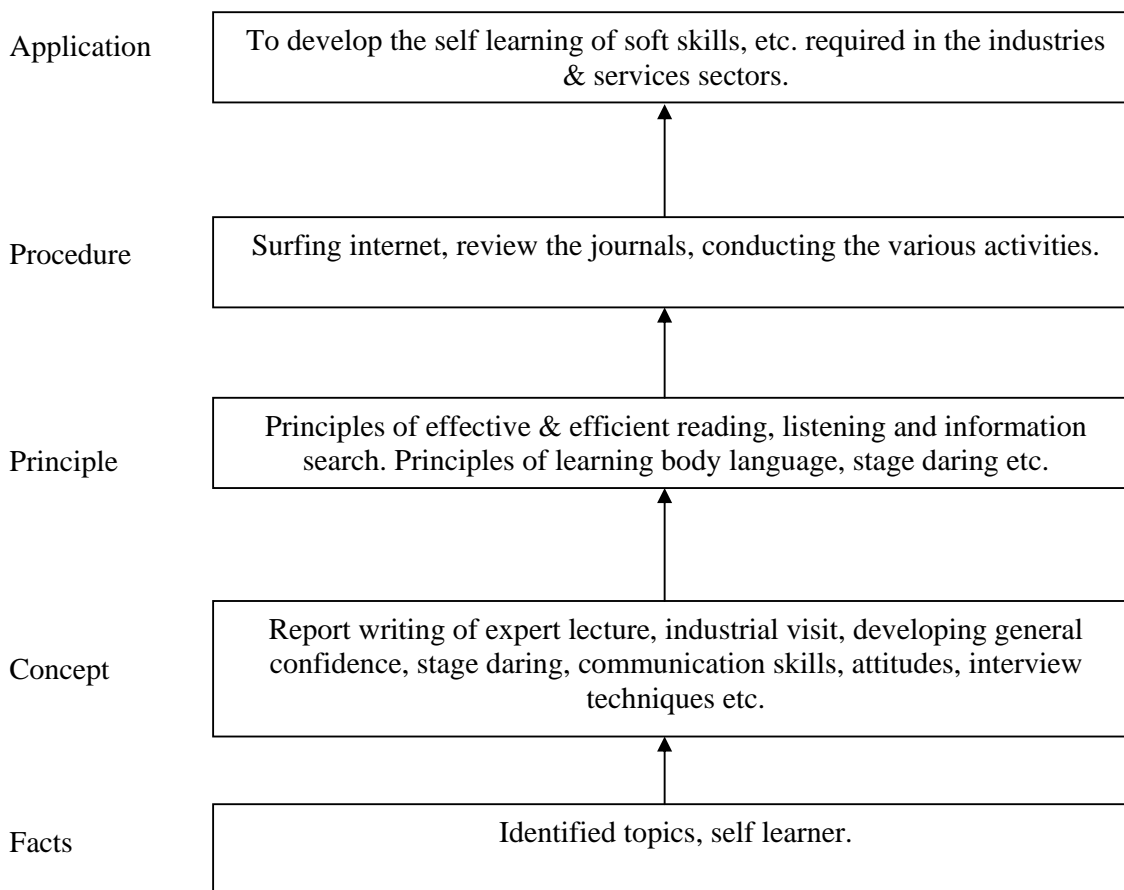 Application
To develop the self learning of soft skills, etc. required in the industries
& services sectors.
Procedure
Surfing internet, review the journals, conducting the various activities.
Principle
Principles of effective & efficient reading, listening and information
search. Principles of learning body language, stage daring etc.
Concept
Report writing of expert lecture, industrial visit, developing general
confidence, stage daring, communication skills, attitudes, interview
techniques etc.
Facts
Identified topics, self learner.